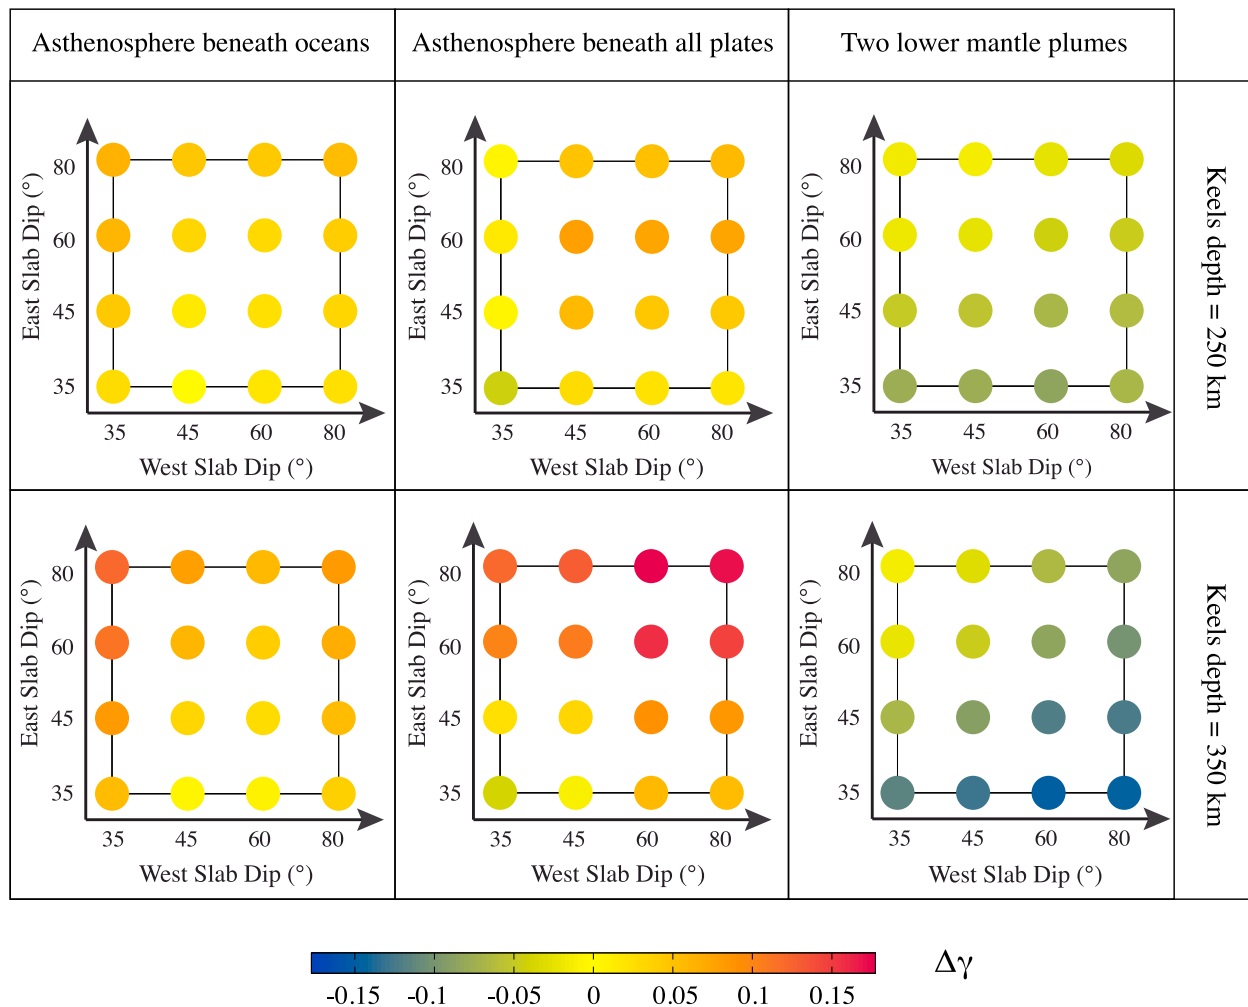 Asthenosphere beneath oceans
Asthenosphere beneath all plates
Two lower mantle plumes
East Slab Dip (°)
80
60
45
35
35 45 60 80
West Slab Dip (°)
East Slab Dip (°)
80
60
45
35
35 45 60 80
West Slab Dip (°)
East Slab Dip (°)
80
60
45
35
35 45 60 80
West Slab Dip (°)
Keels depth = 250 km
East Slab Dip (°)
80
60
45
35
35 45 60 80
West Slab Dip (°)
East Slab Dip (°)
80
60
45
35
35 45 60 80
West Slab Dip (°)
East Slab Dip (°)
80
60
45
35
35 45 60 80
West Slab Dip (°)
Keels depth = 350 km
Δγ
-0.15 -0.1 -0.05 0 0.05 0.1 0.15